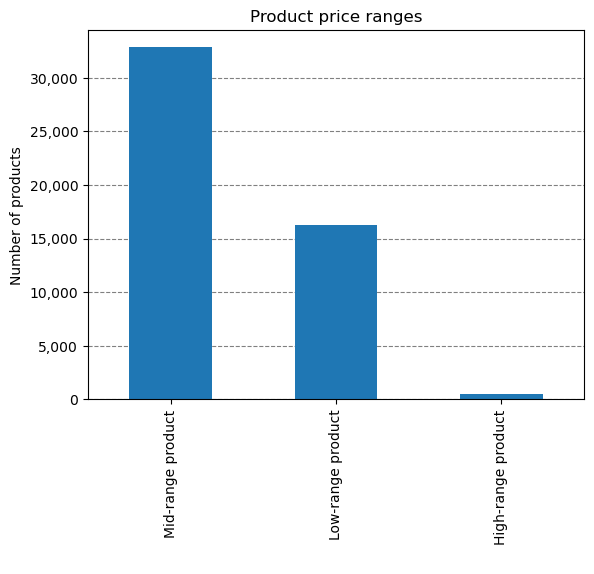 Product price ranges
Number of products
30,000
25,000
20,000
15,000
10,000
5,000
0
Mid-range product
Low-range product
High-range product